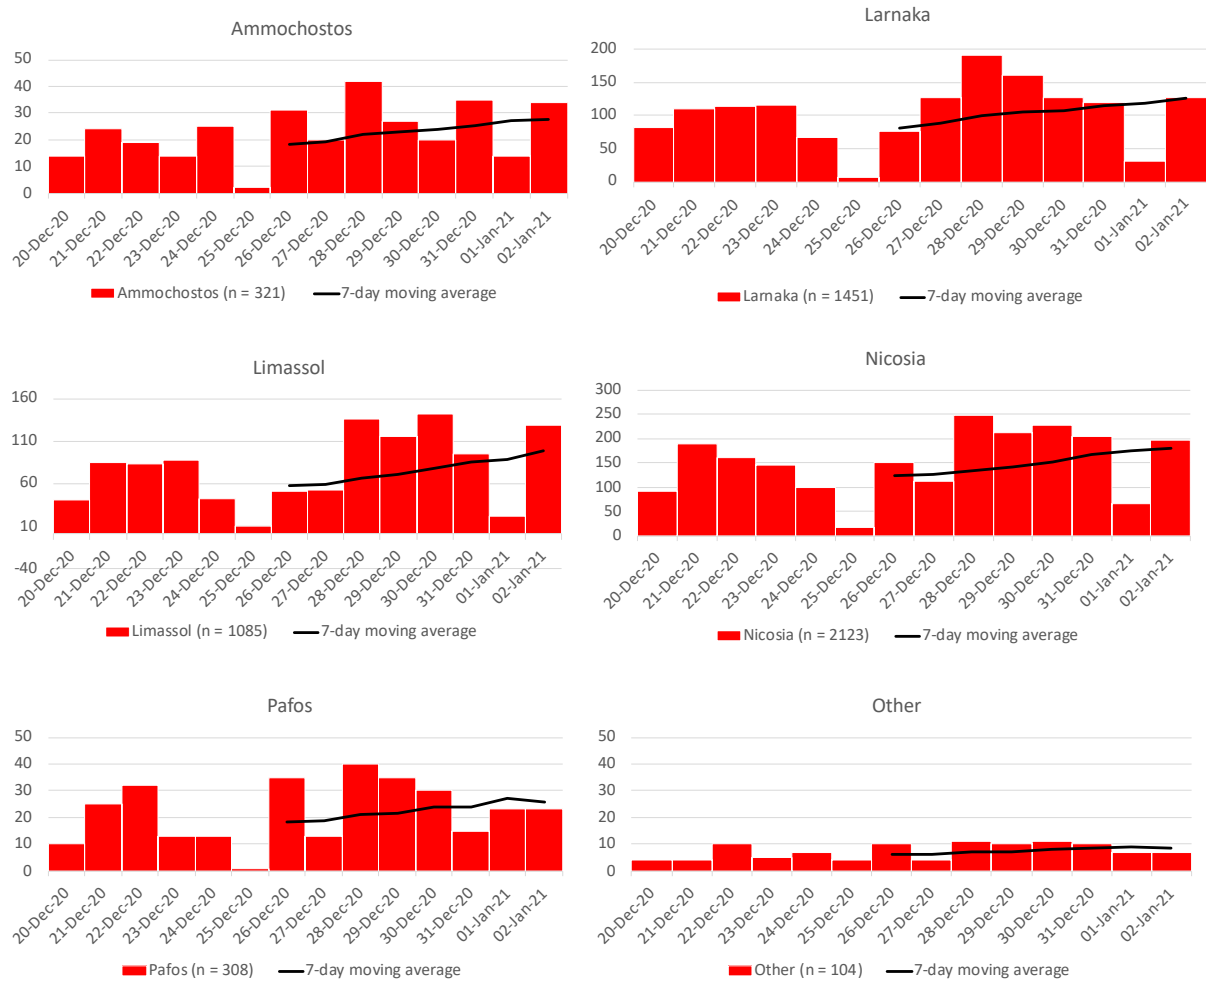 Ammochostos
50
40
30
20
10
0
20-Dec-20 21-Dec-20 22-Dec-20 23-Dec-20 24-Dec-20 25-Dec-20 26-Dec-20 27-Dec-20 28-Dec-20 29-Dec-20 30-Dec-20 31-Dec-20 01-Jan-21 02-Jan-21
Ammochostos (n = 321) 7-day moving average
Larnaka
200
150
100
50
0
20-Dec-20 21-Dec-20 22-Dec-20 23-Dec-20 24-Dec-20 25-Dec-20 26-Dec-20 27-Dec-20 28-Dec-20 29-Dec-20 30-Dec-20 31-Dec-20 01-Jan-21 02-Jan-21
Larnaka (n = 1451) 7-day moving average
Limassol
160
110
60
10
-40
20-Dec-20 21-Dec-20 22-Dec-20 23-Dec-20 24-Dec-20 25-Dec-20 26-Dec-20 27-Dec-20 28-Dec-20 29-Dec-20 30-Dec-20 31-Dec-20 01-Jan-21 02-Jan-21
Limassol (n = 1085) 7-day moving average
Nicosia
300
250
200
150
100
50
0
20-Dec-20 21-Dec-20 22-Dec-20 23-Dec-20 24-Dec-20 25-Dec-20 26-Dec-20 27-Dec-20 28-Dec-20 29-Dec-20 30-Dec-20 31-Dec-20 01-Jan-21 02-Jan-21
Nicosia (n = 2123) 7-day moving average
Pafos
50
40
30
20
10
0
20-Dec-20 21-Dec-20 22-Dec-20 23-Dec-20 24-Dec-20 25-Dec-20 26-Dec-20 27-Dec-20 28-Dec-20 29-Dec-20 30-Dec-20 31-Dec-20 01-Jan-21 02-Jan-21
Pafos (n = 308) 7-day moving average
Other
50
40
30
20
10
0
20-Dec-20 21-Dec-20 22-Dec-20 23-Dec-20 24-Dec-20 25-Dec-20 26-Dec-20 27-Dec-20 28-Dec-20 29-Dec-20 30-Dec-20 31-Dec-20 01-Jan-21 02-Jan-21
Other (n = 104) 7-day moving average